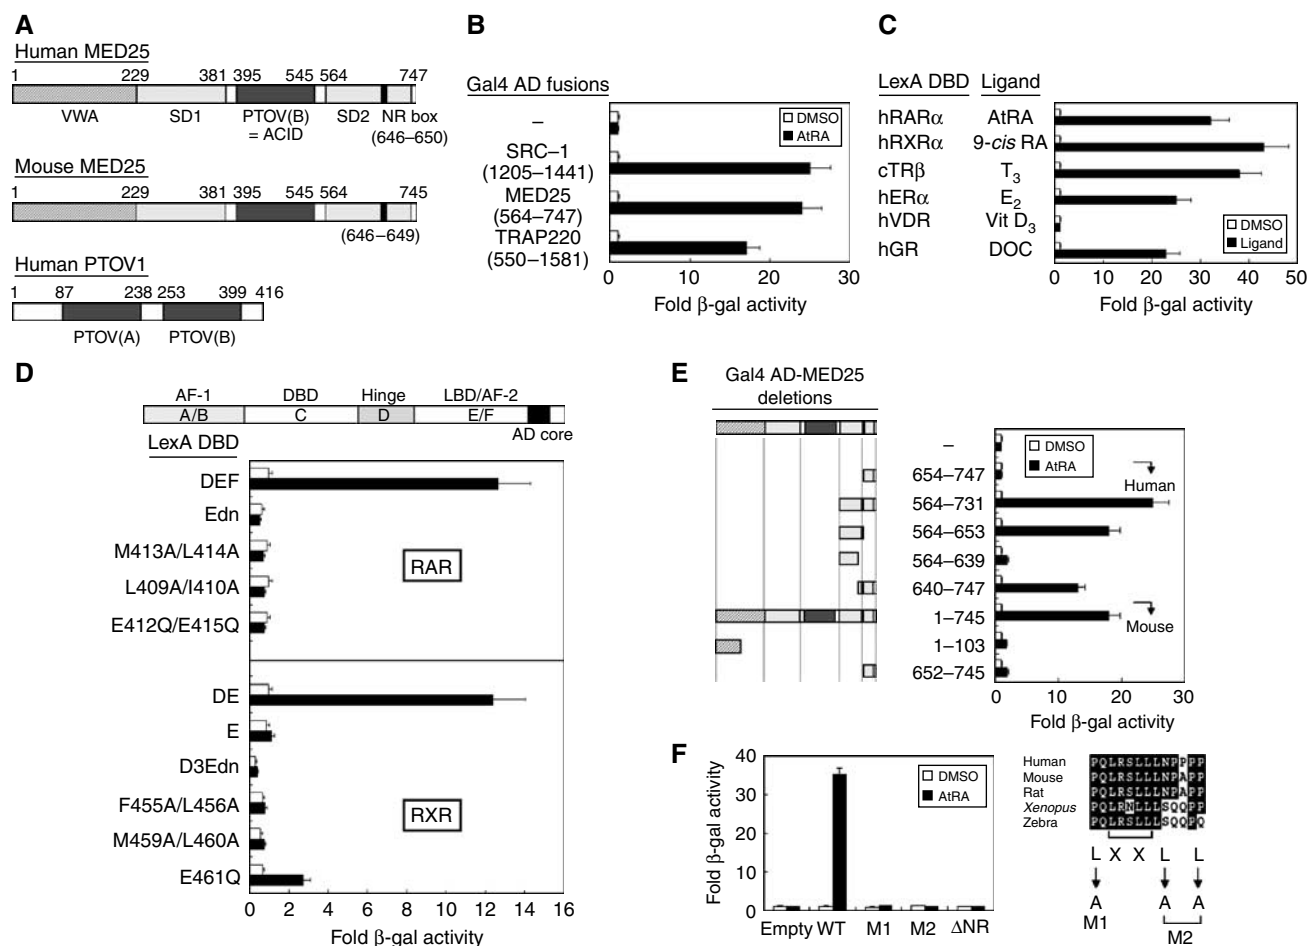 A
Human MED25
1 229 381 395 545 564 747
VWA SD1 PTOV(B) SD2 NR box
= ACID (646–650)
Mouse MED25
1 229 381 395 545 564 745
(646–649)
Human PTOV1
1 87 238 253 399 416
PTOV(A) PTOV(B)
B
Gal4 AD fusions
–
SRC–1
(1205–1441)
MED25
(564–747)
TRAP220
(550–1581)
DMSO
AtRA
0 10 20 30
Fold β-gal activity
C
LexA DBD Ligand
hRARα AtRA
hRXRα 9-cis RA
cTRβ T3
hERα E2
hVDR Vit D3
hGR DOC
DMSO
Ligand
0 10 20 30 40 50
Fold β-gal activity
D
AF-1 DBD Hinge LBD/AF-2
A/B C D E/F
AD core
LexA DBD
DEF
Edn
M413A/L414A
L409A/I410A
E412Q/E415Q
RAR
DE
E
D3Edn
F455A/L456A
M459A/L460A
E461Q
RXR
0 2 4 6 8 10 12 14 16
Fold β-gal activity
E
Gal4 AD-MED25
deletions
–
654–747
564–731
564–653
564–639
640–747
1–745
1–103
652–745
DMSO
AtRA
Human
Mouse
0 10 20 30
Fold β-gal activity
F
Fold β-gal activity
40
30
20
10
0
DMSO
AtRA
Empty WT M1 M2 ΔNR
Human PQLRSLLLNPPPP
Mouse PQLRSLLLNPAPP
Rat PQLRSLLLNPAPP
Xenopus PQLRNLLLSQQPP
Zebra PQLRSLLLSQQPQ
L X X L L
A A A
M1
M2